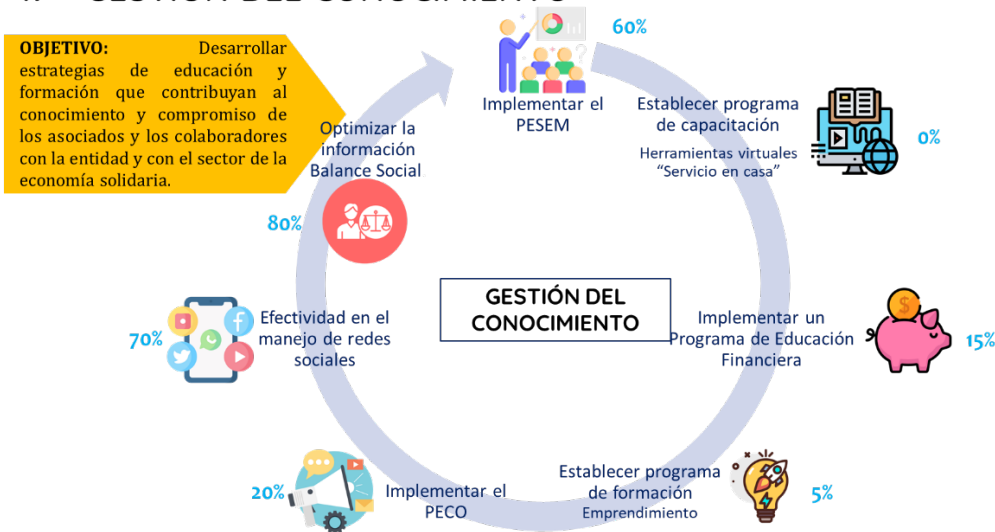 OBJETIVO: Desarrollar
estrategias de educación y
formación que contribuyan al
conocimiento y compromiso de
los asociados y los colaboradores
con la entidad y con el sector de la
economía solidaria.
60%
Implementar el
PESEM
Establecer programa
de capacitación
Herramientas virtuales
“Servicio en casa”
0%
Implementar un
Programa de Educación
Financiera
15%
Establecer programa
de formación
Emprendimiento
5%
20%
Implementar el
PECO
70%
Efectividad en el
manejo de redes
sociales
Optimizar la
información
Balance Social
80%
GESTIÓN DEL
CONOCIMIENTO